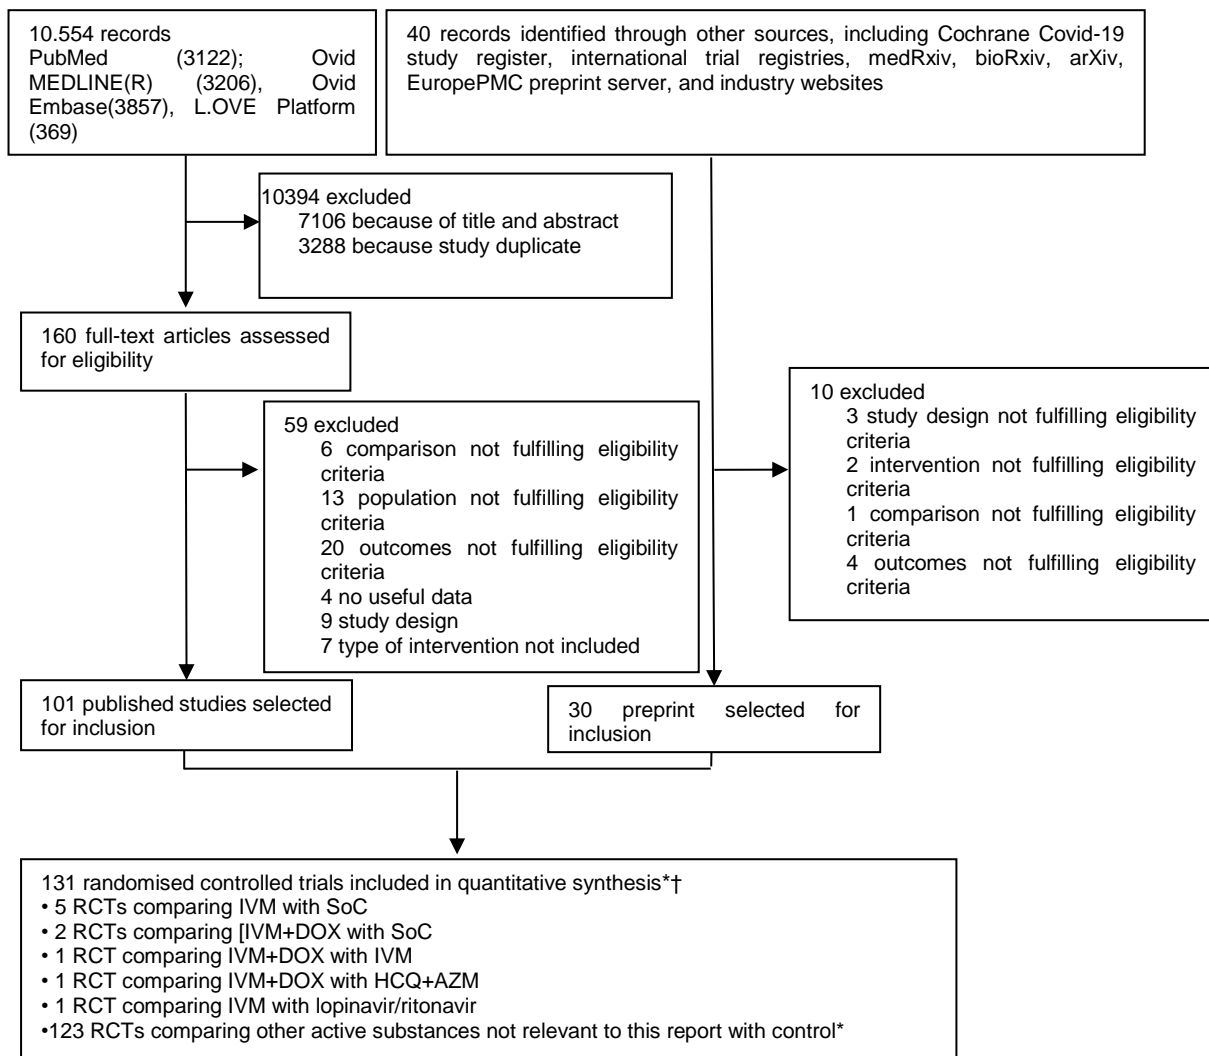 10.554 records
PubMed (3122); Ovid
MEDLINE(R) (3206), Ovid
Embase(3857), L.OVE Platform
(369)
40 records identified through other sources, including Cochrane Covid-19
study register, international trial registries, medRxiv, bioRxiv, arXiv,
EuropePMC preprint server, and industry websites
10394 excluded
7106 because of title and abstract
3288 because study duplicate
160 full-text articles assessed
for eligibility
59 excluded
6 comparison not fulfilling eligibility
criteria
13 population not fulfilling eligibility
criteria
20 outcomes not fulfilling eligibility
criteria
4 no useful data
9 study design
7 type of intervention not included
10 excluded
3 study design not fulfilling eligibility
criteria
2 intervention not fulfilling eligibility
criteria
1 comparison not fulfilling eligibility
criteria
4 outcomes not fulfilling eligibility
criteria
101 published studies selected
for inclusion
30 preprint selected for
inclusion
131 randomised controlled trials included in quantitative synthesis*†
• 5 RCTs comparing IVM with SoC
• 2 RCTs comparing [IVM+DOX with SoC
• 1 RCT comparing IVM+DOX with IVM
• 1 RCT comparing IVM+DOX with HCQ+AZM
• 1 RCT comparing IVM with lopinavir/ritonavir
•123 RCTs comparing other active substances not relevant to this report with control*